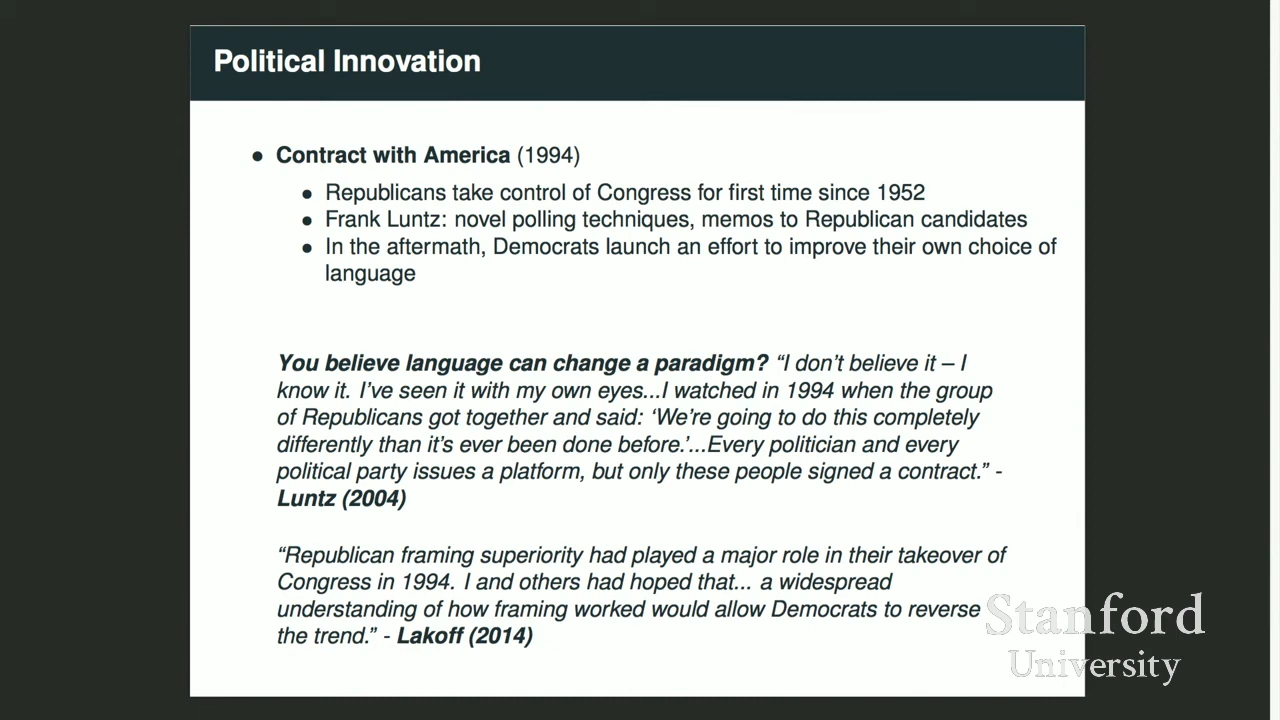 Political Innovation
• Contract with America (1994)
• Republicans take control of Congress for first time since 1952
• Frank Luntz: novel polling techniques, memos to Republican candidates
• In the aftermath, Democrats launch an effort to improve their own choice of
language
You believe language can change a paradigm? “I don’t believe it – I
know it. I’ve seen it with my own eyes...I watched in 1994 when the group
of Republicans got together and said: ‘We’re going to do this completely
differently than it’s ever been done before.’...Every politician and every
political party issues a platform, but only these people signed a contract.” -
Luntz (2004)
“Republican framing superiority had played a major role in their takeover of
Congress in 1994. I and others had hoped that... a widespread
understanding of how framing worked would allow Democrats to reverse
the trend.” - Lakoff (2014)
Stanford
University